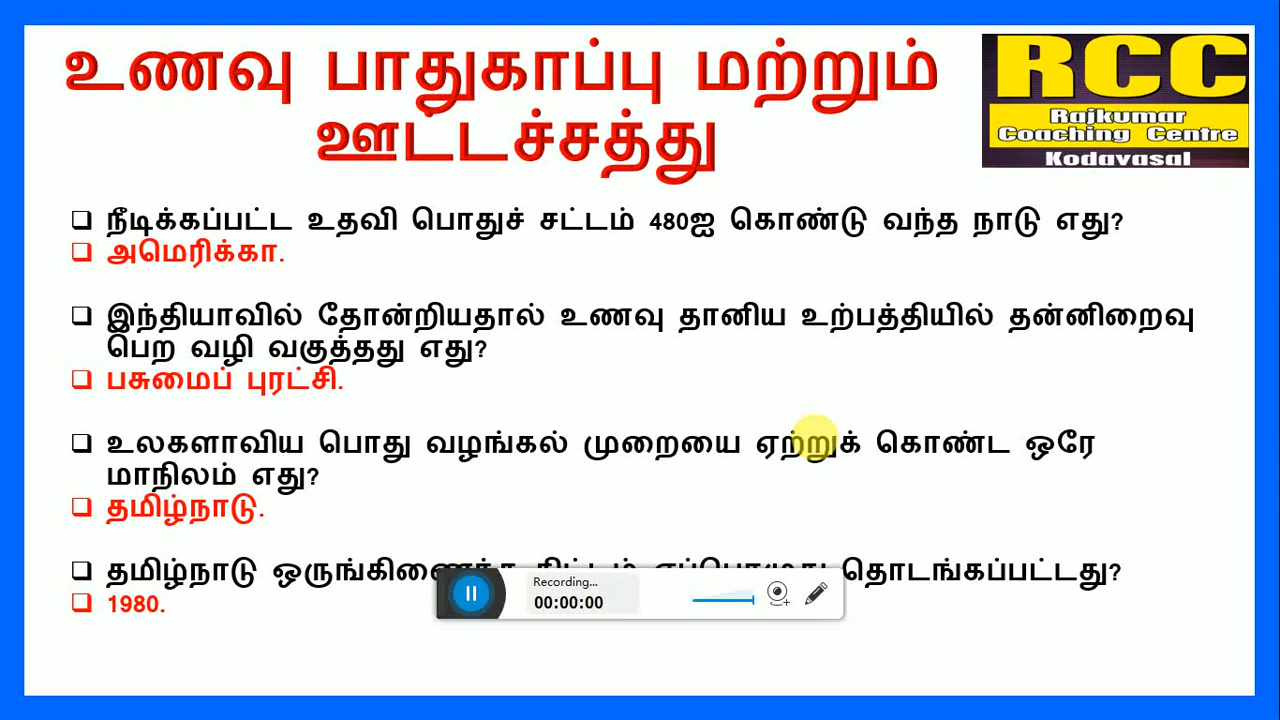 உணவு பாதுகாப்பு மற்றும்
ஊட்டச்சத்து
RCC
Rajkumar
Coaching Centre
Kodavasal
நீடிக்கப்பட்ட உதவி பொதுச் சட்டம் 480ஐ கொண்டு வந்த நாடு எது?
அமெரிக்கா.
இந்தியாவில் தோன்றியதால் உணவு தானிய உற்பத்தியில் தன்னிறைவு
பெற வழி வகுத்தது எது?
பசுமைப் புரட்சி.
உலகளாவிய பொது வழங்கல் முறையை ஏற்றுக் கொண்ட ஒரே
மாநிலம் எது?
தமிழ்நாடு.
தமிழ்நாடு தொடங்கப்பட்டது?
1980.
Recording...
00:00:00